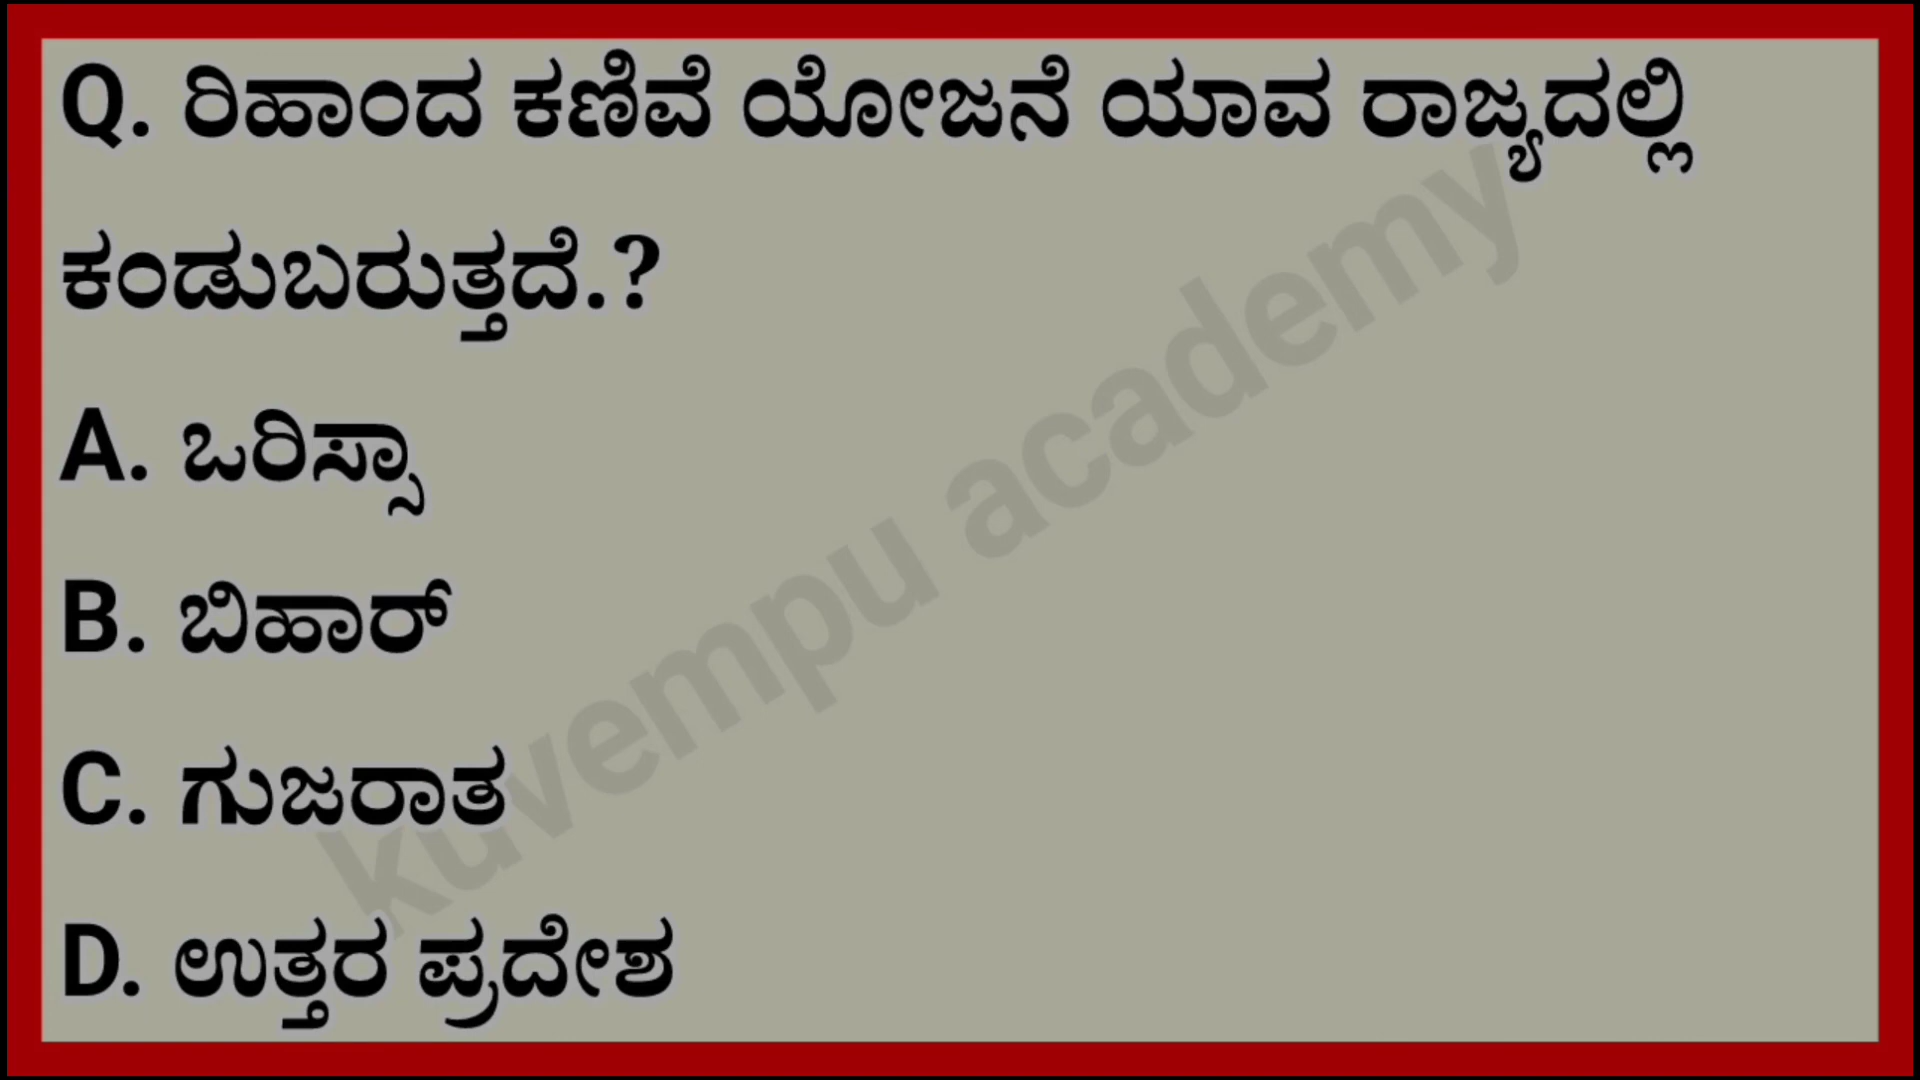 Q. ರಿಹಾಂದ ಕಣಿವೆ ಯೋಜನೆ ಯಾವ ರಾಜ್ಯದಲ್ಲಿ
ಕಂಡುಬರುತ್ತದೆ.?
A. ಒರಿಸ್ಸಾ
B. ಬಿಹಾರ್
C. ಗುಜರಾತ
D. ಉತ್ತರ ಪ್ರದೇಶ
kuvempu academy